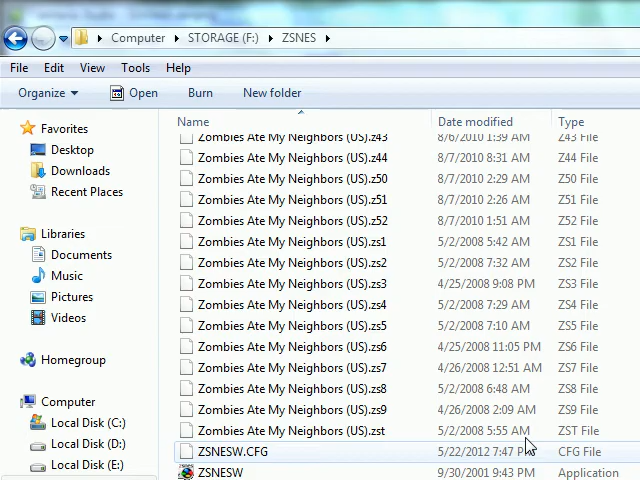 Computer STORAGE (F:) ZSNES
File Edit View Tools Help
Organize Open Burn New folder
Name Date modified Type
Favorites
Desktop
Downloads
Recent Places
Libraries
Documents
Music
Pictures
Videos
Homegroup
Computer
Local Disk (C:)
Local Disk (D:)
Local Disk (E:)
Zombies Ate My Neighbors (US).z43 8/6/2010 1:39 AM Z43 File
Zombies Ate My Neighbors (US).z44 8/7/2010 8:31 AM Z44 File
Zombies Ate My Neighbors (US).z50 8/7/2010 2:29 AM Z50 File
Zombies Ate My Neighbors (US).z51 8/7/2010 2:26 AM Z51 File
Zombies Ate My Neighbors (US).z52 8/7/2010 1:51 AM Z52 File
Zombies Ate My Neighbors (US).zs1 5/2/2008 5:42 AM ZS1 File
Zombies Ate My Neighbors (US).zs2 5/2/2008 7:32 AM ZS2 File
Zombies Ate My Neighbors (US).zs3 4/25/2008 9:08 PM ZS3 File
Zombies Ate My Neighbors (US).zs4 5/2/2008 7:29 AM ZS4 File
Zombies Ate My Neighbors (US).zs5 5/2/2008 7:10 AM ZS5 File
Zombies Ate My Neighbors (US).zs6 4/25/2008 11:05 PM ZS6 File
Zombies Ate My Neighbors (US).zs7 4/26/2008 12:51 AM ZS7 File
Zombies Ate My Neighbors (US).zs8 5/2/2008 6:48 AM ZS8 File
Zombies Ate My Neighbors (US).zs9 4/26/2008 2:09 AM ZS9 File
Zombies Ate My Neighbors (US).zst 5/2/2008 5:55 AM ZST File
ZSNESW.CFG 5/22/2012 7:47 PM CFG File
ZSNESW 9/30/2001 9:43 PM Application